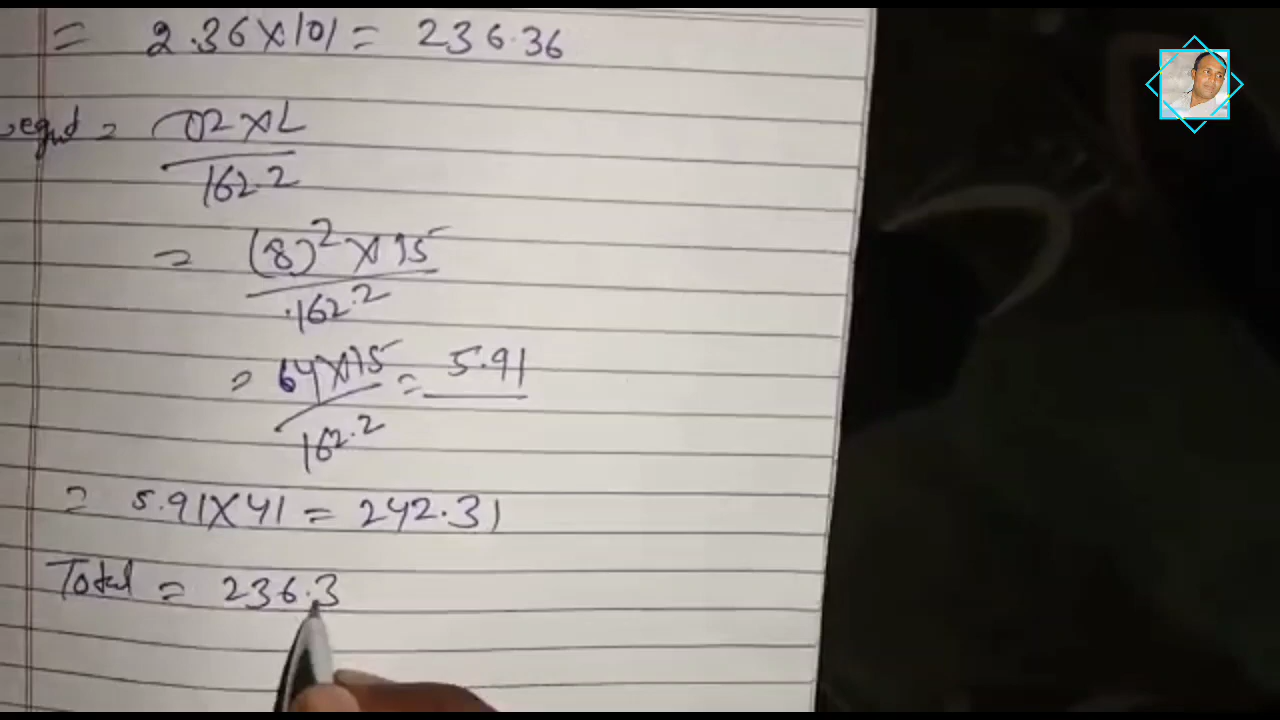 = 2.36×101 = 236.36
= D2×L
162.2
= (8)2×15
162.2
= 64×15 = 5.91
162.2
= 5.91×41 = 242.31
Total = 236.3